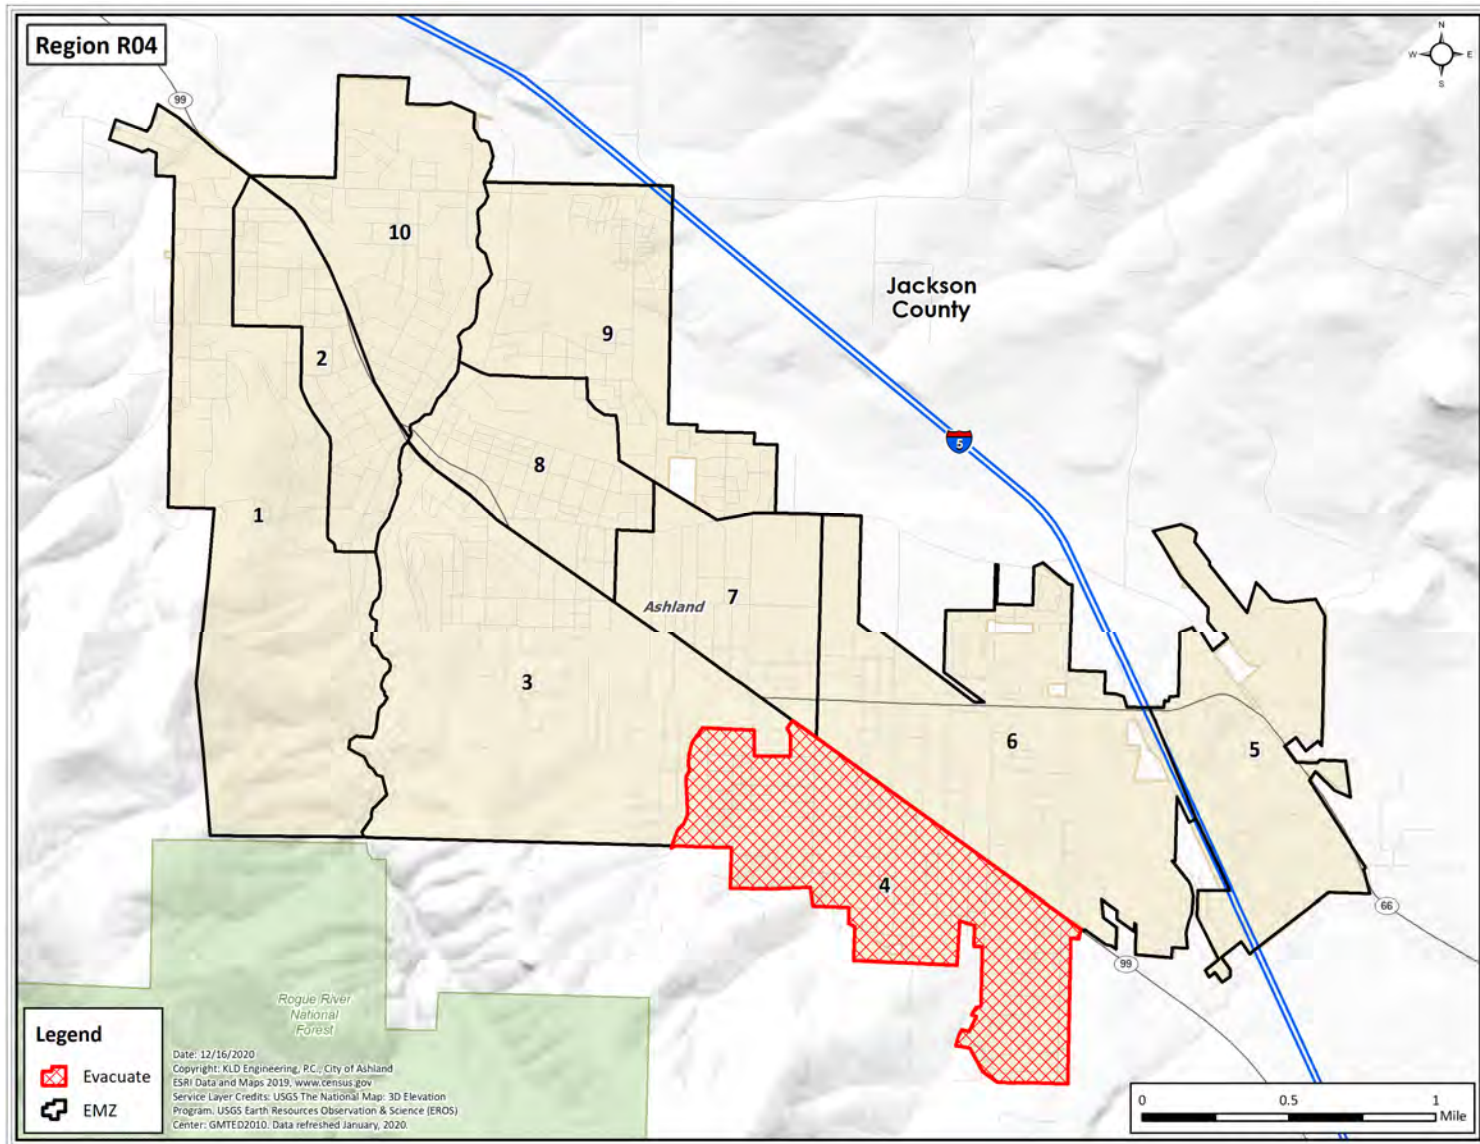 Region R04
N
W E
S
99
10
Jackson
County
9
2
5
8
1
7
Ashland
3
6
5
4
66
99
Rogue River
National
Forest
Legend
Evacuate
EMZ
Date: 12/16/2020
Copyright: KLD Engineering, P.C., City of Ashland
ESRI Data and Maps 2019, www.census.gov
Service Layer Credits: USGS The National Map: 3D Elevation
Program. USGS Earth Resources Observation & Science (EROS)
Center: GMTED2010. Data refreshed January, 2020.
0 0.5 1
Mile